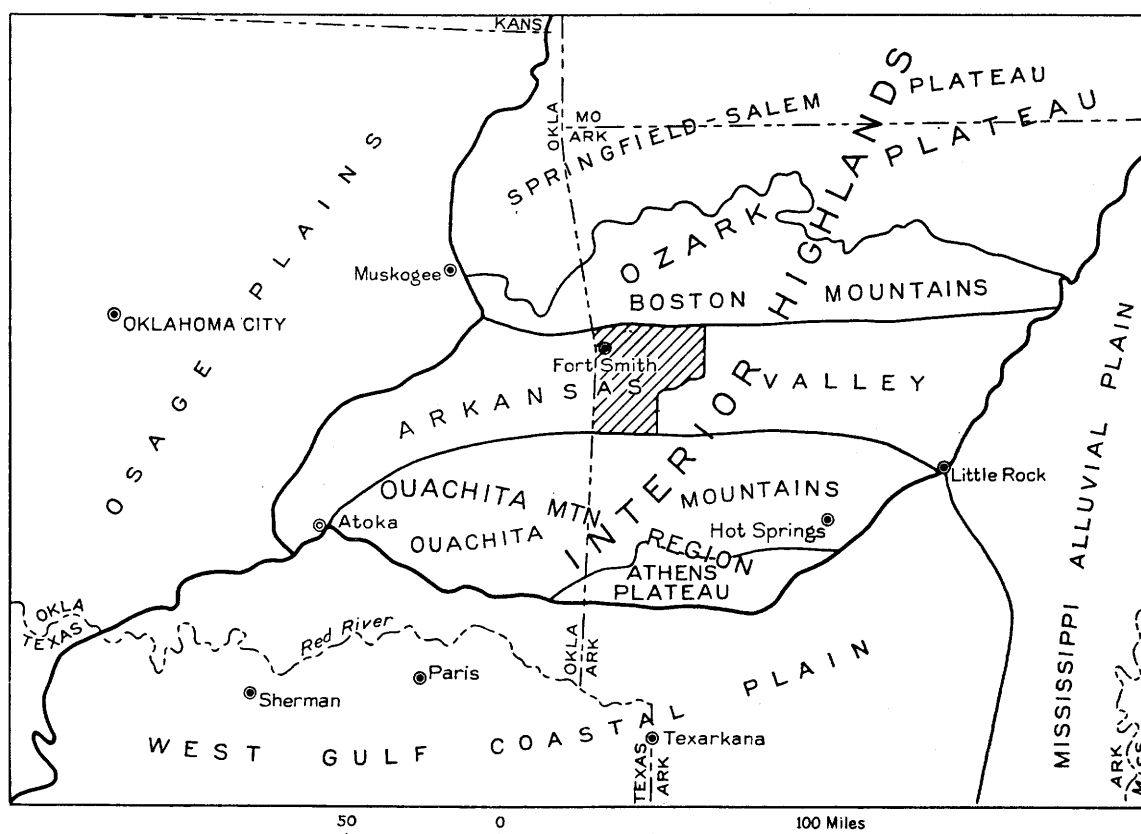 KANS
OSAGE PLAINS
OKLA
MO
ARK
SPRINGFIELD-SALEM PLATEAU
OZARK PLATEAU
INTERIOR HIGHLANDS
Muskogee
BOSTON MOUNTAINS
OKLAHOMA CITY
Fort Smith
ARKANSAS VALLEY
MISSISSIPPI ALLUVIAL PLAIN
Little Rock
OUACHITA MTN REGION
OUACHITA MOUNTAINS
Hot Springs
Atoka
ATHENS
PLATEAU
OKLA
TEXAS
Red River
OKLA
ARK
Paris
Sherman
WEST GULF COASTAL PLAIN
Texarkana
TEXAS
ARK
ARK
MISS
50 0 100 Miles